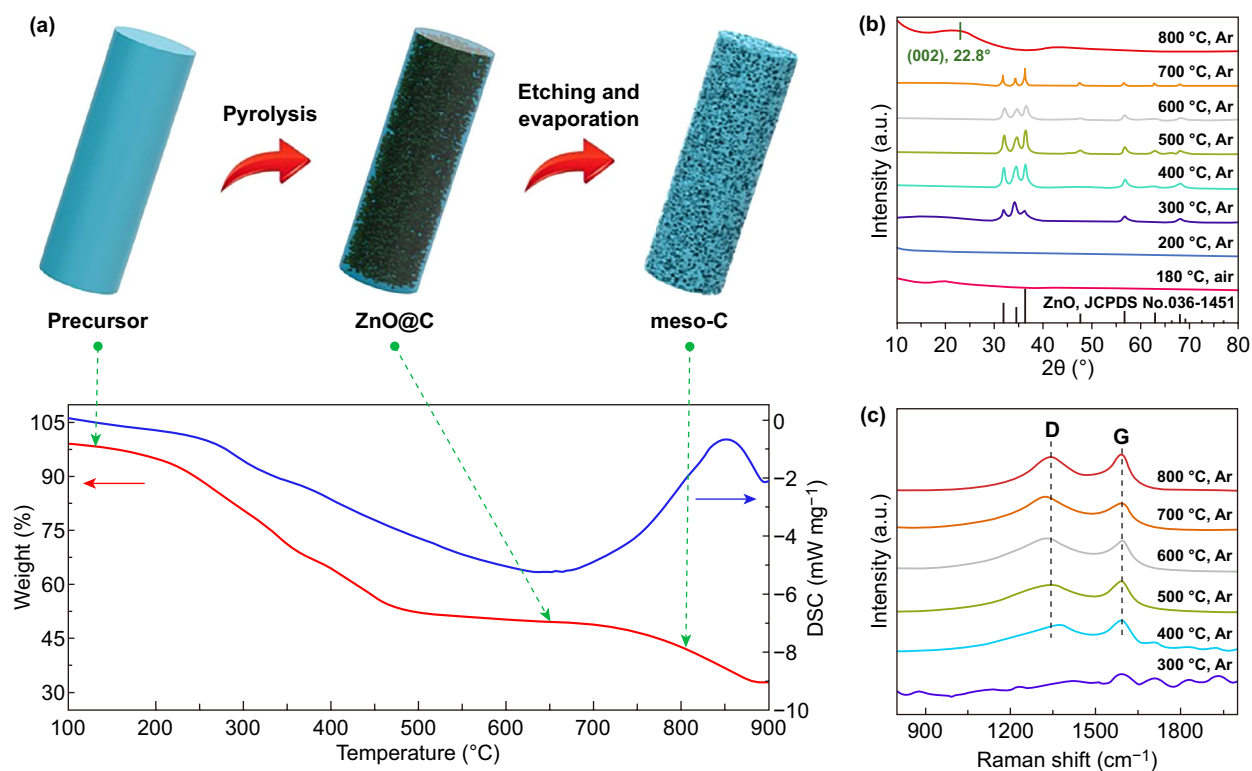 (a)
Pyrolysis
Etching and
evaporation
Precursor
ZnO@C
meso-C
105
90
75
60
45
30
Weight (%)
0
−2
−4
−6
−8
−10
DSC (mW mg−1)
100
200
300
400
500
600
700
800
900
Temperature (°C)
(b)
(002), 22.8°
800 °C, Ar
700 °C, Ar
600 °C, Ar
500 °C, Ar
400 °C, Ar
300 °C, Ar
200 °C, Ar
180 °C, air
ZnO, JCPDS No.036-1451
Intensity (a.u.)
10
20
30
40
50
60
70
80
2θ (°)
(c)
D
G
800 °C, Ar
700 °C, Ar
600 °C, Ar
500 °C, Ar
400 °C, Ar
300 °C, Ar
Intensity (a.u.)
900
1200
1500
1800
Raman shift (cm−1)